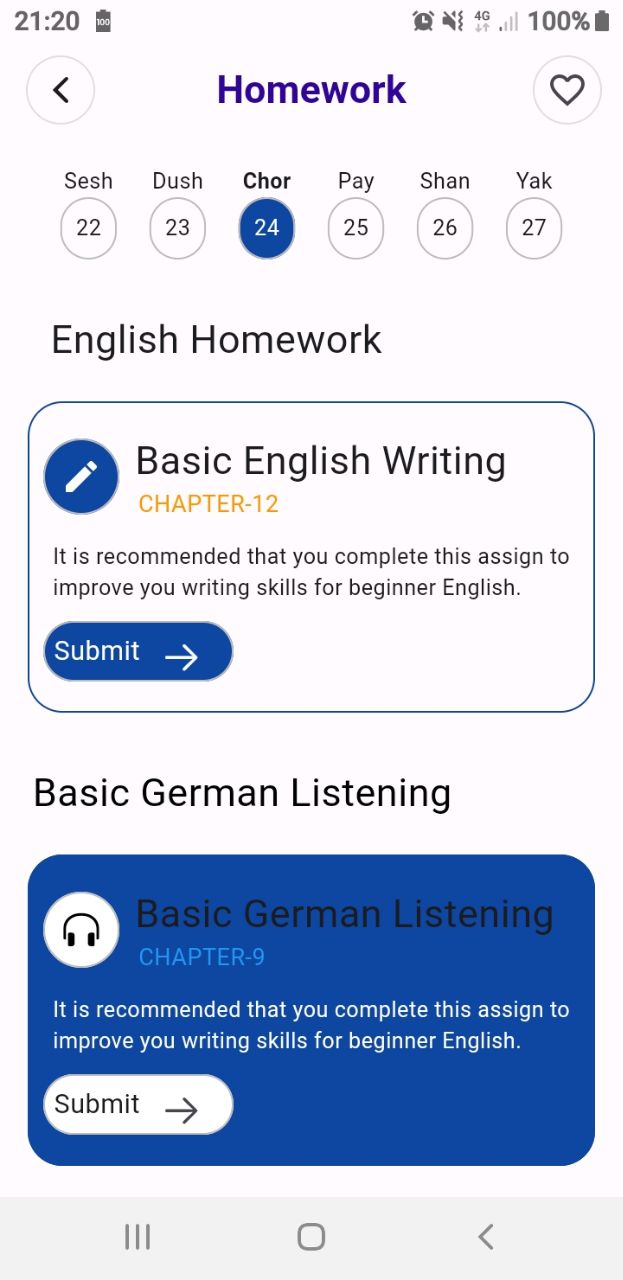 21:20 100 4G 100%
Homework
Sesh Dush Chor Pay Shan Yak
22 23 24 25 26 27
English Homework
Basic English Writing
CHAPTER-12
It is recommended that you complete this assign to
improve you writing skills for beginner English.
Submit
Basic German Listening
Basic German Listening
CHAPTER-9
It is recommended that you complete this assign to
improve you writing skills for beginner English.
Submit